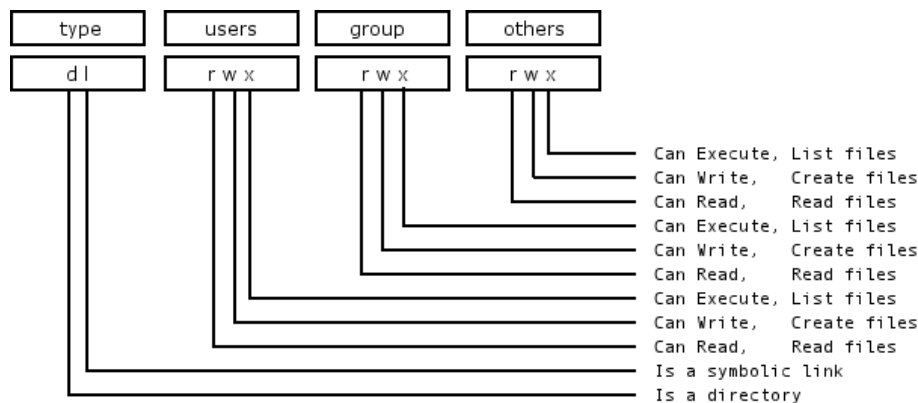 type users group others
d l r w x r w x r w x
Can Execute, List files
Can Write, Create files
Can Read, Read files
Can Execute, List files
Can Write, Create files
Can Read, Read files
Can Execute, List files
Can Write, Create files
Can Read, Read files
Is a symbolic link
Is a directory